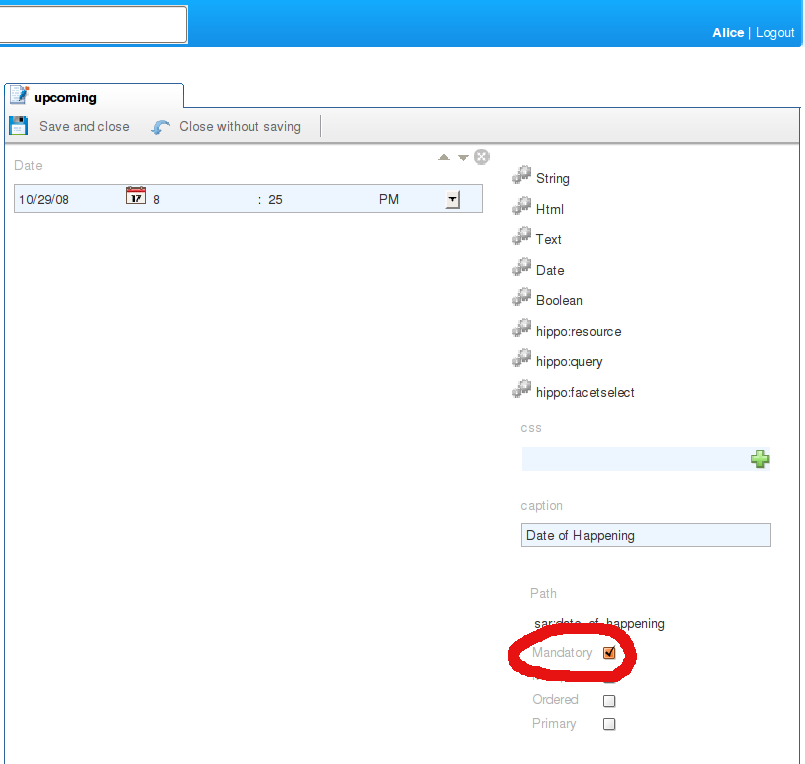 Alice | Logout
upcoming
Save and close Close without saving
Date
10/29/08 17 8 : 25 PM
String
Html
Text
Date
Boolean
hippo:resource
hippo:query
hippo:facetselect
css
caption
Date of Happening
Path
sar:date_of_happening
Mandatory
Ordered
Primary